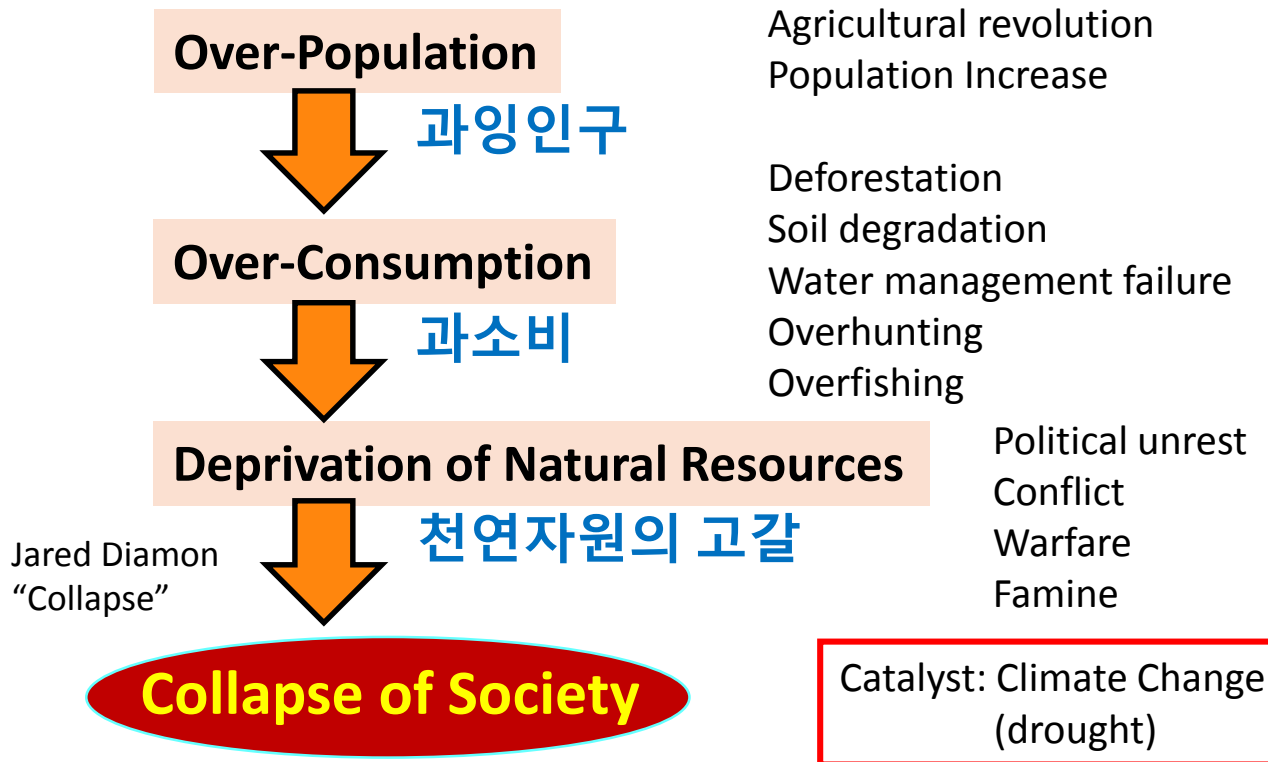 Over-Population
Agricultural revolution
Population Increase
과잉인구
Over-Consumption
Deforestation
Soil degradation
Water management failure
Overhunting
Overfishing
과소비
Deprivation of Natural Resources
Political unrest
Conflict
Warfare
Famine
천연자원의 고갈
Jared Diamon
“Collapse”
Collapse of Society
Catalyst: Climate Change
(drought)